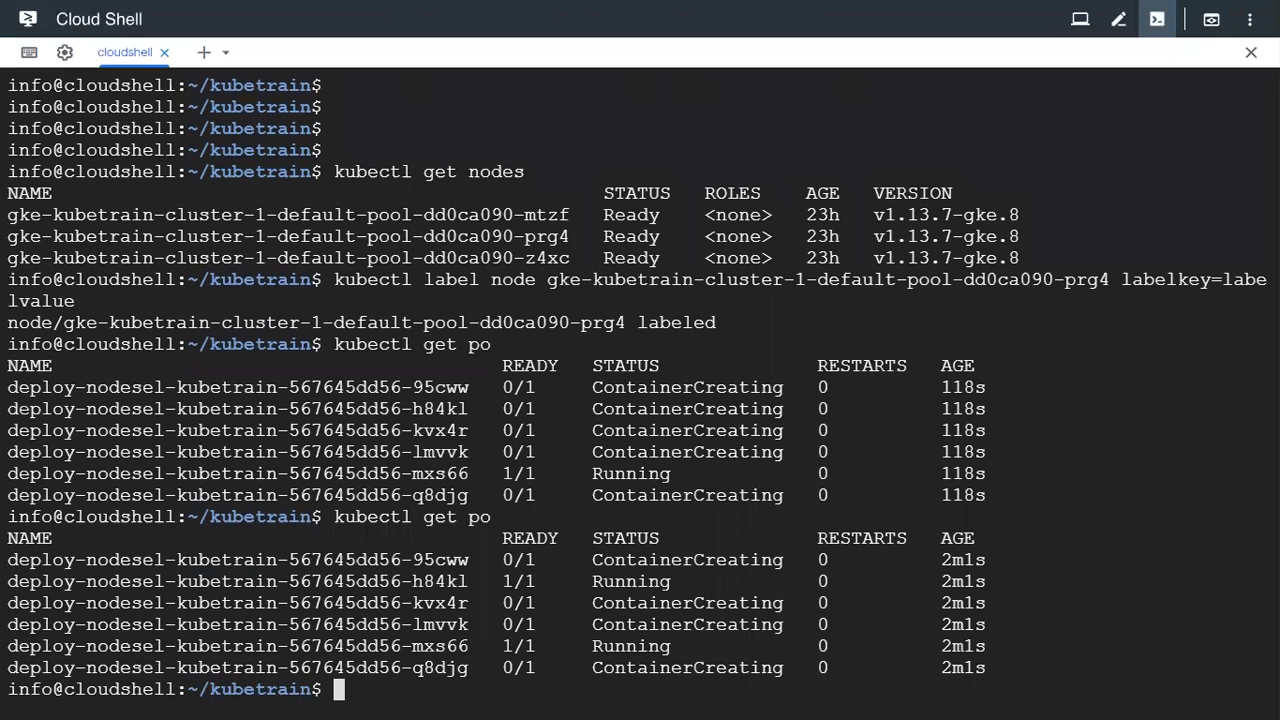 Cloud Shell
cloudshell
info@cloudshell:~/kubetrain$
info@cloudshell:~/kubetrain$
info@cloudshell:~/kubetrain$
info@cloudshell:~/kubetrain$
info@cloudshell:~/kubetrain$ kubectl get nodes
NAME STATUS ROLES AGE VERSION
gke-kubetrain-cluster-1-default-pool-dd0ca090-mtzf Ready <none> 23h v1.13.7-gke.8
gke-kubetrain-cluster-1-default-pool-dd0ca090-prg4 Ready <none> 23h v1.13.7-gke.8
gke-kubetrain-cluster-1-default-pool-dd0ca090-z4xc Ready <none> 23h v1.13.7-gke.8
info@cloudshell:~/kubetrain$ kubectl label node gke-kubetrain-cluster-1-default-pool-dd0ca090-prg4 labelkey=labe
lvalue
node/gke-kubetrain-cluster-1-default-pool-dd0ca090-prg4 labeled
info@cloudshell:~/kubetrain$ kubectl get po
NAME READY STATUS RESTARTS AGE
deploy-nodesel-kubetrain-567645dd56-95cww 0/1 ContainerCreating 0 118s
deploy-nodesel-kubetrain-567645dd56-h84kl 0/1 ContainerCreating 0 118s
deploy-nodesel-kubetrain-567645dd56-kvx4r 0/1 ContainerCreating 0 118s
deploy-nodesel-kubetrain-567645dd56-lmvvk 0/1 ContainerCreating 0 118s
deploy-nodesel-kubetrain-567645dd56-mxs66 1/1 Running 0 118s
deploy-nodesel-kubetrain-567645dd56-q8djg 0/1 ContainerCreating 0 118s
info@cloudshell:~/kubetrain$ kubectl get po
NAME READY STATUS RESTARTS AGE
deploy-nodesel-kubetrain-567645dd56-95cww 0/1 ContainerCreating 0 2m1s
deploy-nodesel-kubetrain-567645dd56-h84kl 1/1 Running 0 2m1s
deploy-nodesel-kubetrain-567645dd56-kvx4r 0/1 ContainerCreating 0 2m1s
deploy-nodesel-kubetrain-567645dd56-lmvvk 0/1 ContainerCreating 0 2m1s
deploy-nodesel-kubetrain-567645dd56-mxs66 1/1 Running 0 2m1s
deploy-nodesel-kubetrain-567645dd56-q8djg 0/1 ContainerCreating 0 2m1s
info@cloudshell:~/kubetrain$